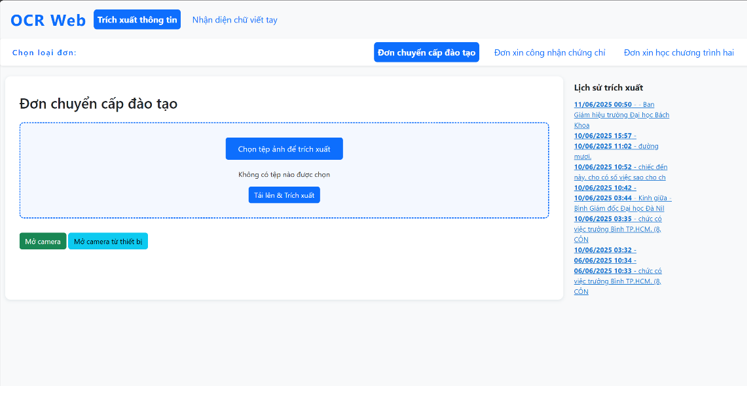 OCR Web
Trích xuất thông tin
Nhận diện chữ viết tay
Chọn loại đơn:
Đơn chuyển cấp đào tạo
Đơn xin công nhận chứng chỉ
Đơn xin học chương trình hai
Đơn chuyển cấp đào tạo
Chọn tệp ảnh để trích xuất
Không có tệp nào được chọn
Tải lên & Trích xuất
Mở camera
Mở camera từ thiết bị
Lịch sử trích xuất
11/06/2025 00:50 - Ban
Giám hiệu trường Đại học Bách
Khoa
10/06/2025 15:57 -
10/06/2025 11:02 - đường
mươi.
10/06/2025 10:52 - chiếc đến
này, cho có số việc sao cho ch
10/06/2025 10:42 -
10/06/2025 03:44 - Kính giữa -
Bình Giám đốc Đại học Đà Nil
10/06/2025 03:35 - chức có
việc trường Bình TP.HCM, (8,
CÔN
10/06/2025 03:32 -
06/06/2025 10:34 -
06/06/2025 10:33 - chức có
việc trường Bình TP.HCM, (8,
CÔN